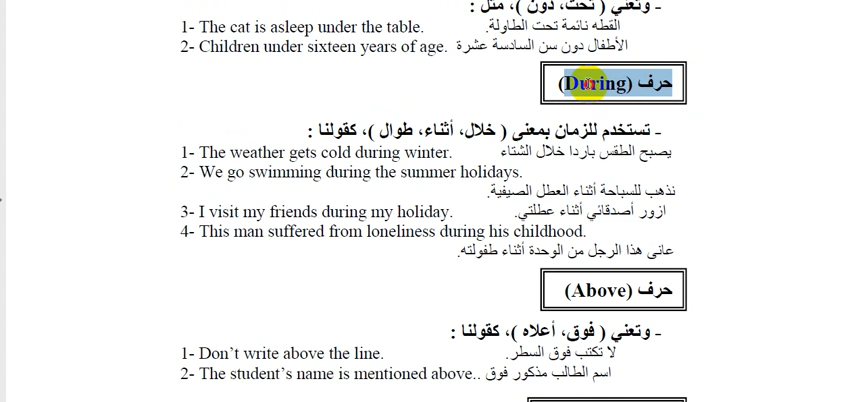 - وتعني ( تحت، دون )، مثل :
1- The cat is asleep under the table. القطه نائمة تحت الطاولة.
2- Children under sixteen years of age. الأطفال دون سن السادسة عشرة
حرف (During)
- تستخدم للزمان بمعنى ( خلال، أثناء، طوال )، كقولنا :
1- The weather gets cold during winter. يصبح الطقس باردا خلال الشتاء
2- We go swimming during the summer holidays.
نذهب للسباحة أثناء العطل الصيفية.
3- I visit my friends during my holiday. ازور أصدقائي أثناء عطلتي.
4- This man suffered from loneliness during his childhood.
عانى هذا الرجل من الوحدة أثناء طفولته.
حرف (Above)
- وتعني ( فوق، أعلاه )، كقولنا :
1- Don’t write above the line. لا تكتب فوق السطر.
2- The student’s name is mentioned above.. اسم الطالب مذكور فوق